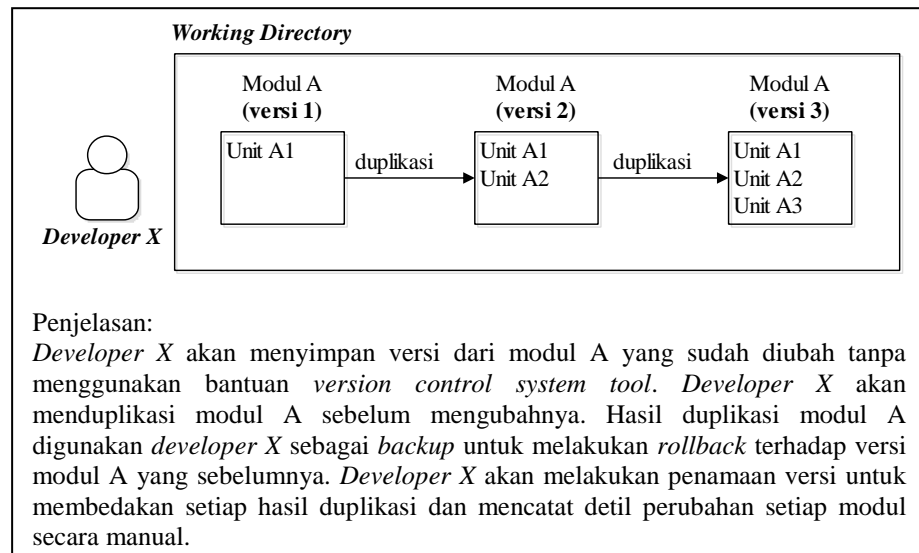 Working Directory
Modul A
(versi 1)
Modul A
(versi 2)
Modul A
(versi 3)
Unit A1
duplikasi
Unit A1
Unit A2
duplikasi
Unit A1
Unit A2
Unit A3
Developer X
Penjelasan:
Developer X akan menyimpan versi dari modul A yang sudah diubah tanpa
menggunakan bantuan version control system tool. Developer X akan
menduplikasi modul A sebelum mengubahnya. Hasil duplikasi modul A
digunakan developer X sebagai backup untuk melakukan rollback terhadap versi
modul A yang sebelumnya. Developer X akan melakukan penamaan versi untuk
membedakan setiap hasil duplikasi dan mencatat detil perubahan setiap modul
secara manual.